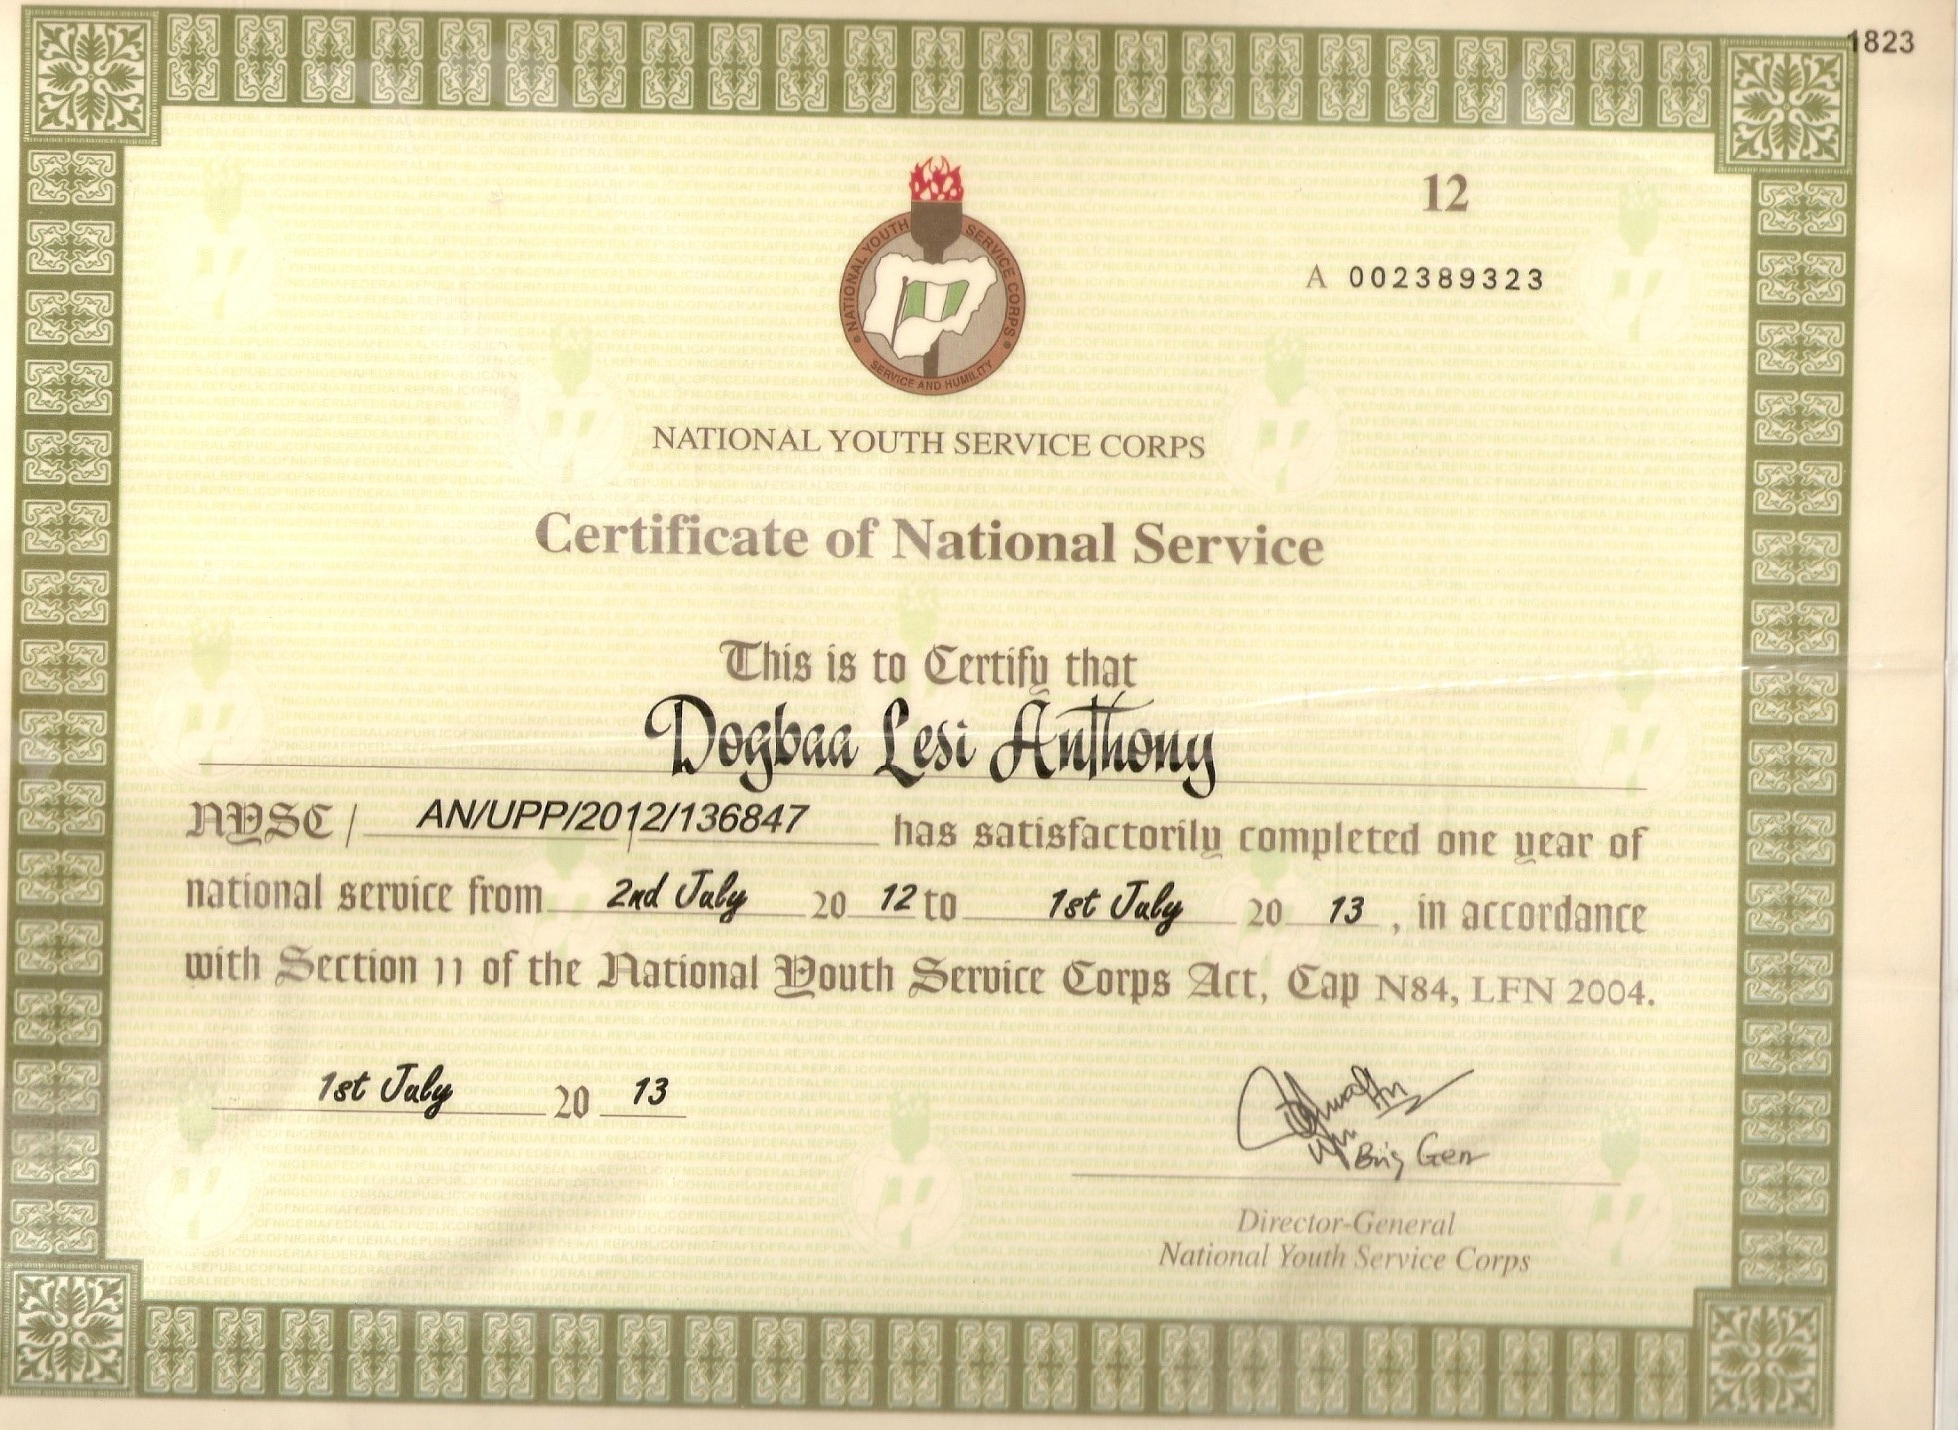 1823
12
A 002389323
NATIONAL YOUTH SERVICE CORPS
SERVICE AND HUMILITY
NATIONAL YOUTH SERVICE CORPS
Certificate of National Service
This is to Certify that
Dogbaa Lesi Anthony
NYSC / AN/UPP/2012/136847 has satisfactorily completed one year of
national service from 2nd July 20 12 to 1st July 20 13 , in accordance
with Section 11 of the National Youth Service Corps Act, Cap N84, LFN 2004.
1st July 20 13
Brig Gen
Director-General
National Youth Service Corps